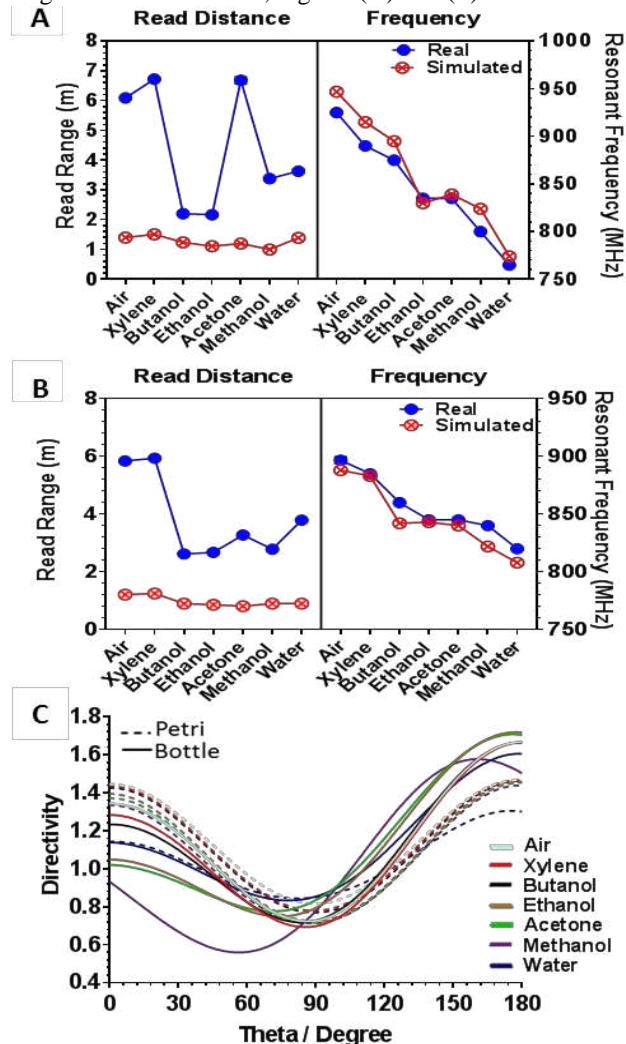 A
Read Distance Frequency
8
7
6
5
4
3
2
1
0
Read Range (m)
Real
Simulated
1000
950
900
850
800
750
Resonant Frequency (MHz)
Air
Xylene
Butanol
Ethanol
Acetone
Methanol
Water
Air
Xylene
Butanol
Ethanol
Acetone
Methanol
Water
B
Read Distance Frequency
8
6
4
2
0
Read Range (m)
Real
Simulated
950
900
850
800
750
Resonant Frequency (MHz)
Air
Xylene
Butanol
Ethanol
Acetone
Methanol
Water
Air
Xylene
Butanol
Ethanol
Acetone
Methanol
Water
C
1.8
1.6
1.4
1.2
1.0
0.8
0.6
0.4
Directivity
Petri
Bottle
Air
Xylene
Butanol
Ethanol
Acetone
Methanol
Water
0 30 60 90 120 150 180
Theta / Degree